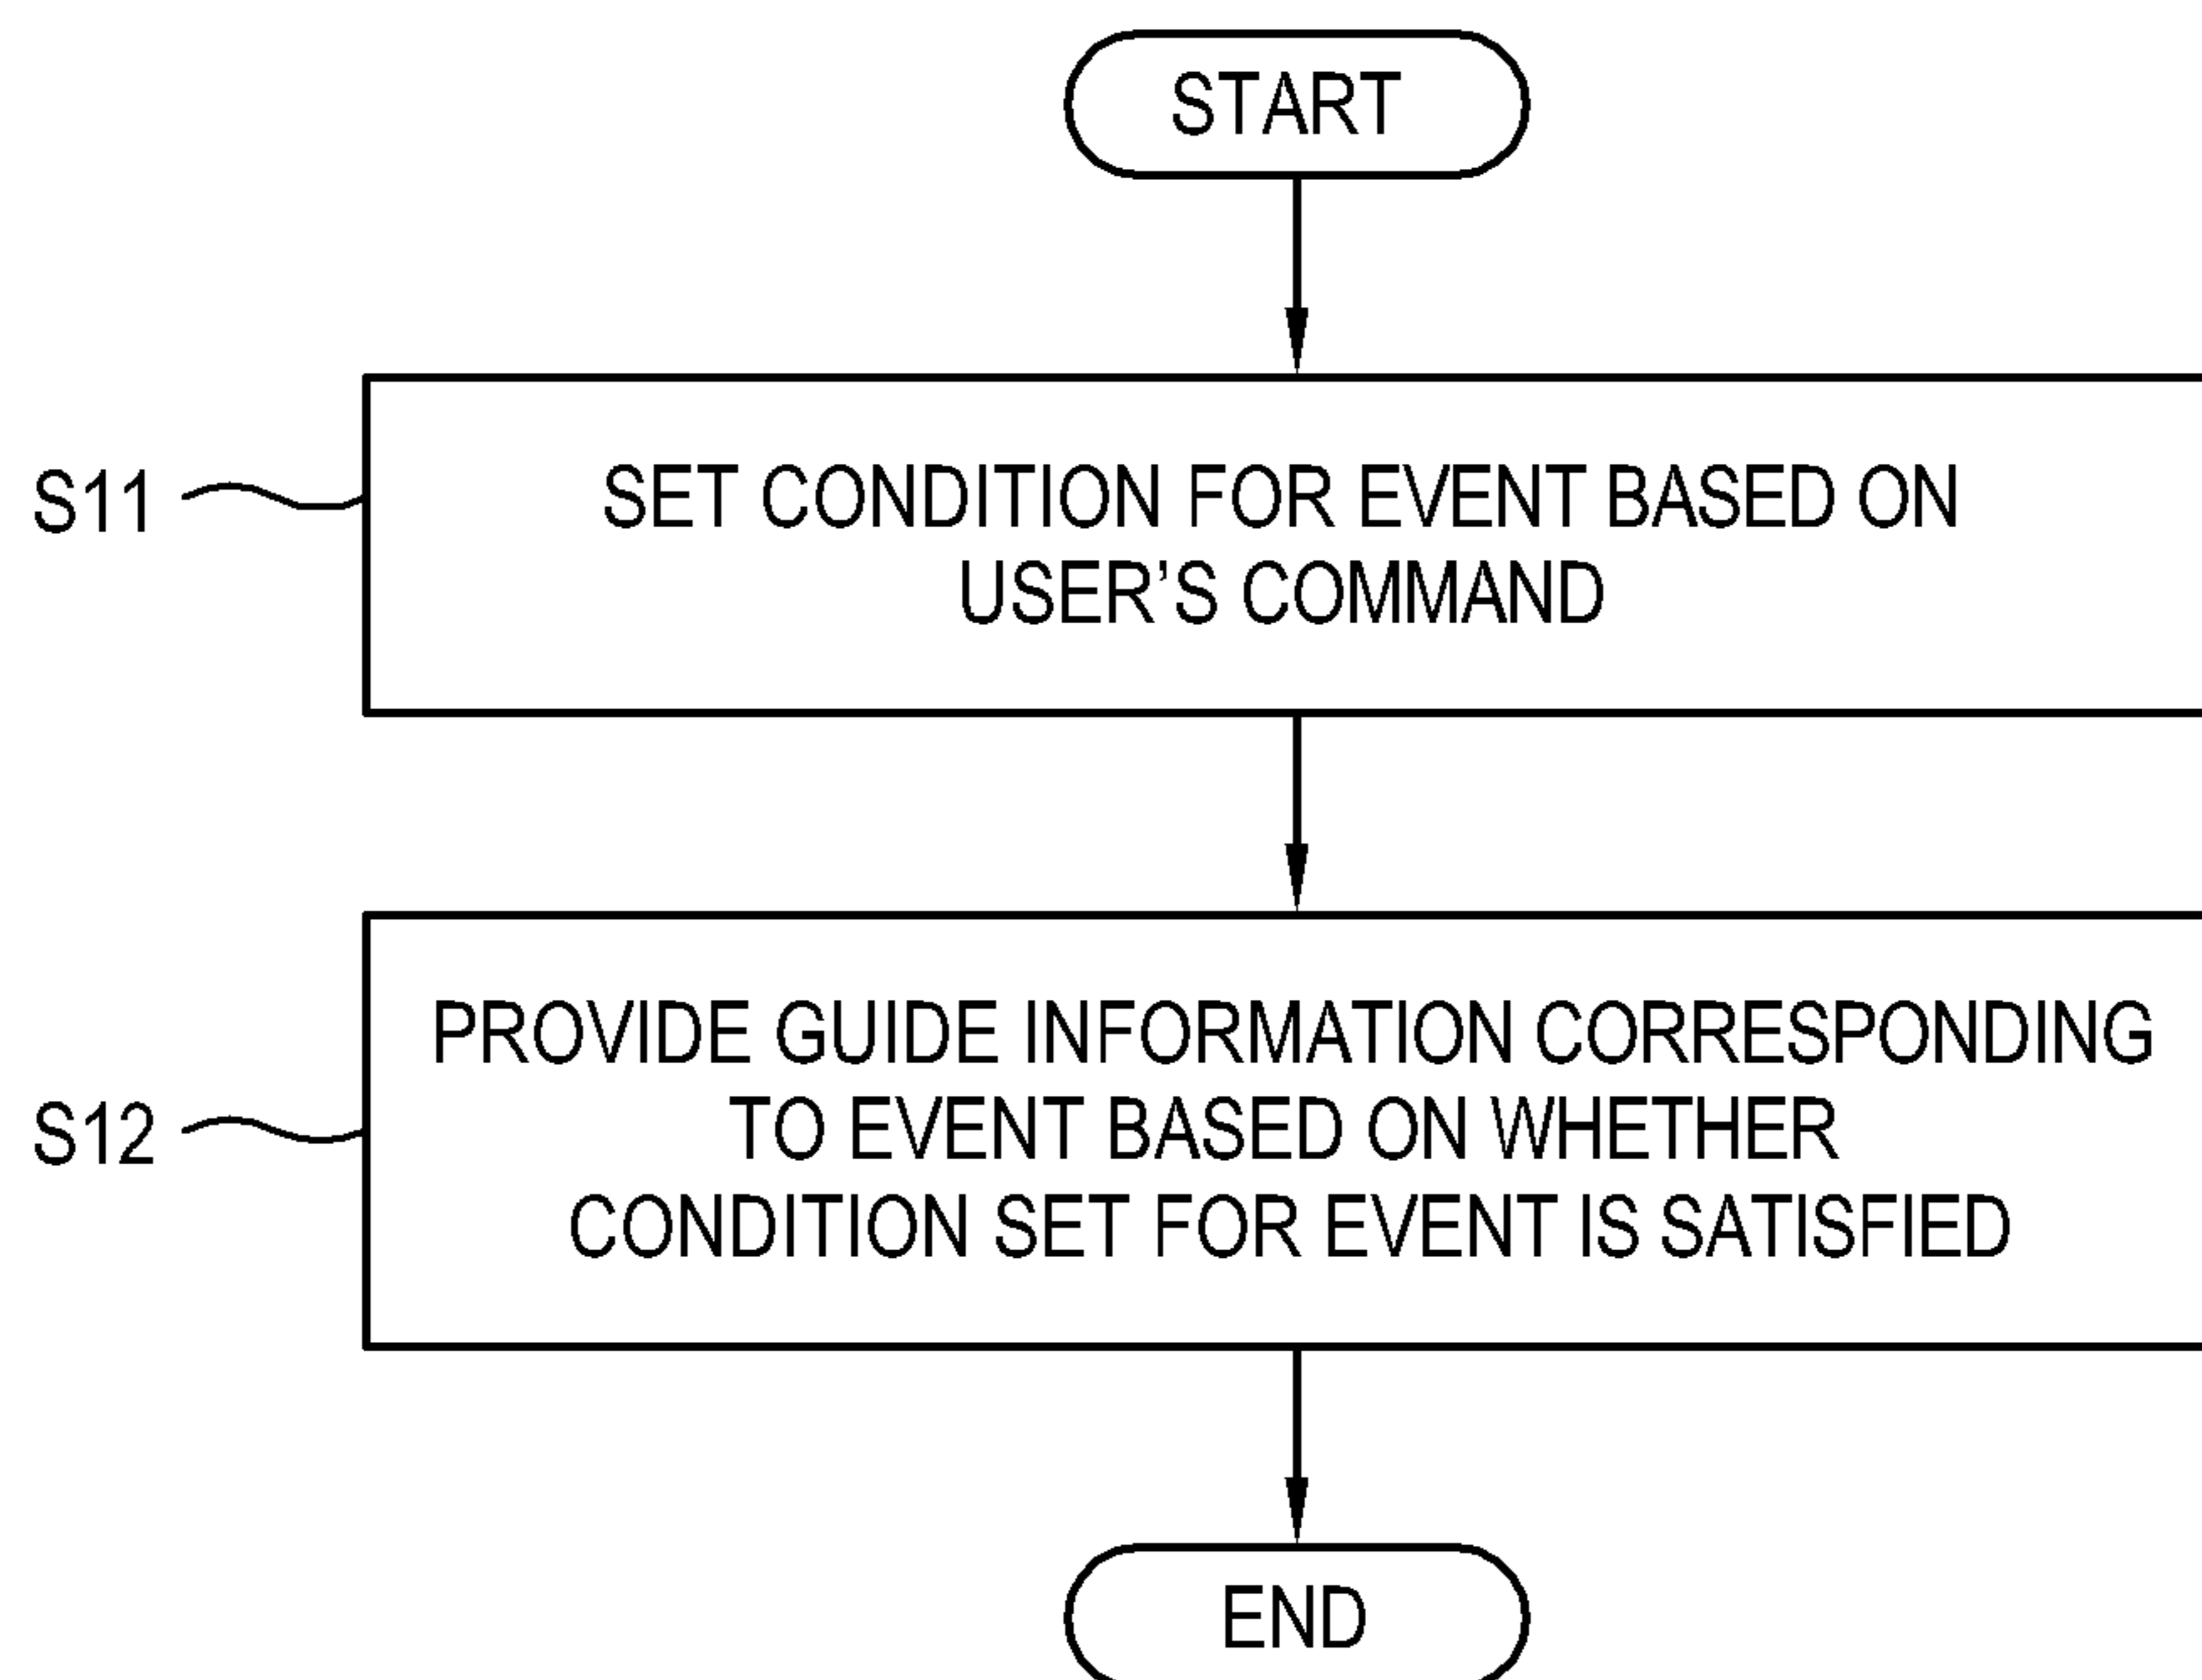 START
S11
SET CONDITION FOR EVENT BASED ON
USER’S COMMAND
S12
PROVIDE GUIDE INFORMATION CORRESPONDING
TO EVENT BASED ON WHETHER
CONDITION SET FOR EVENT IS SATISFIED
END